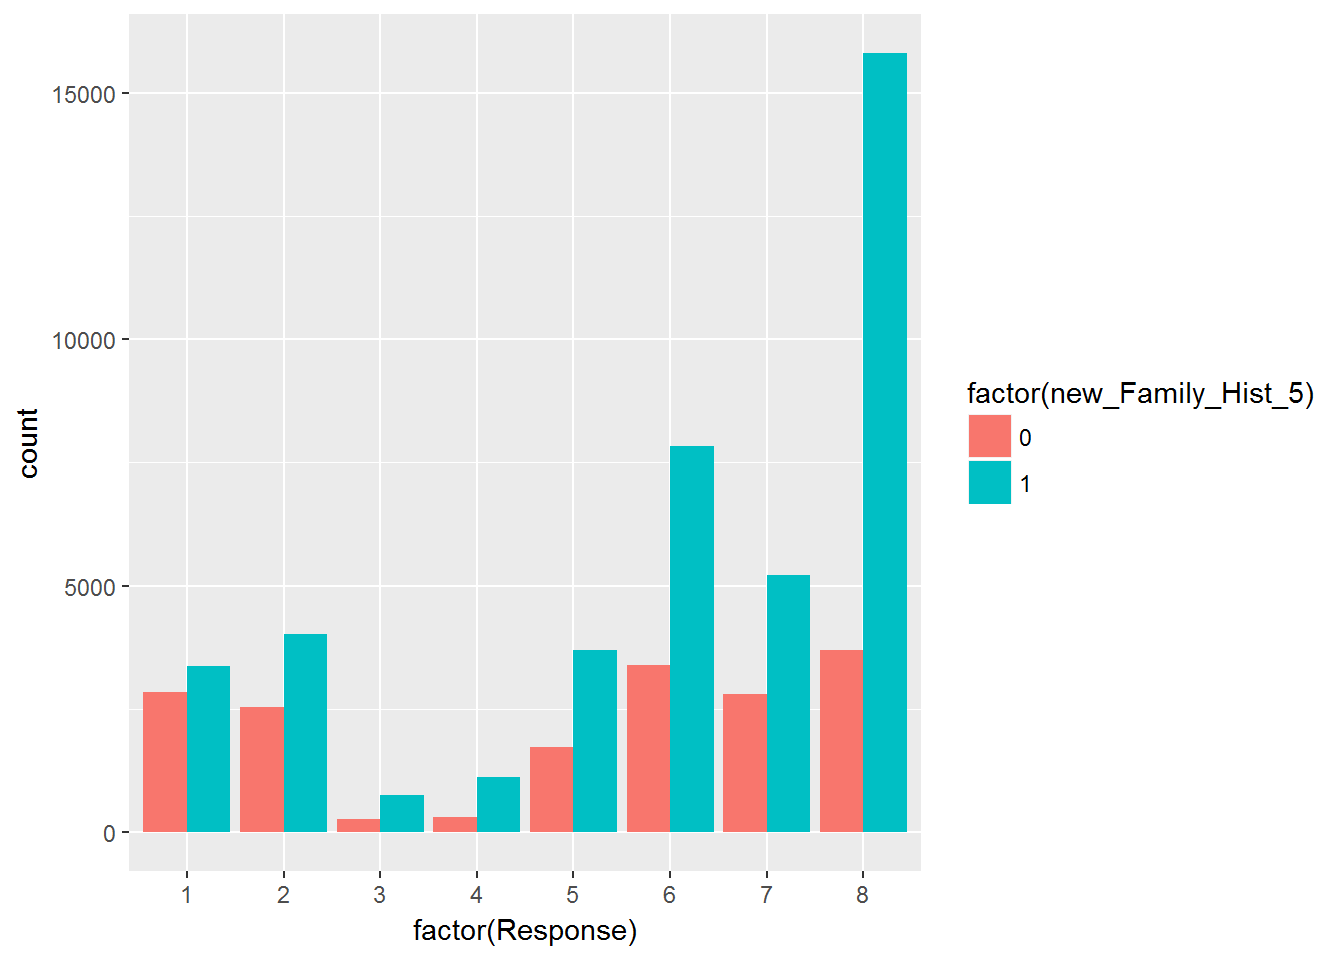 15000
10000
5000
0
count
1 2 3 4 5 6 7 8
factor(Response)
factor(new_Family_Hist_5)
0
1